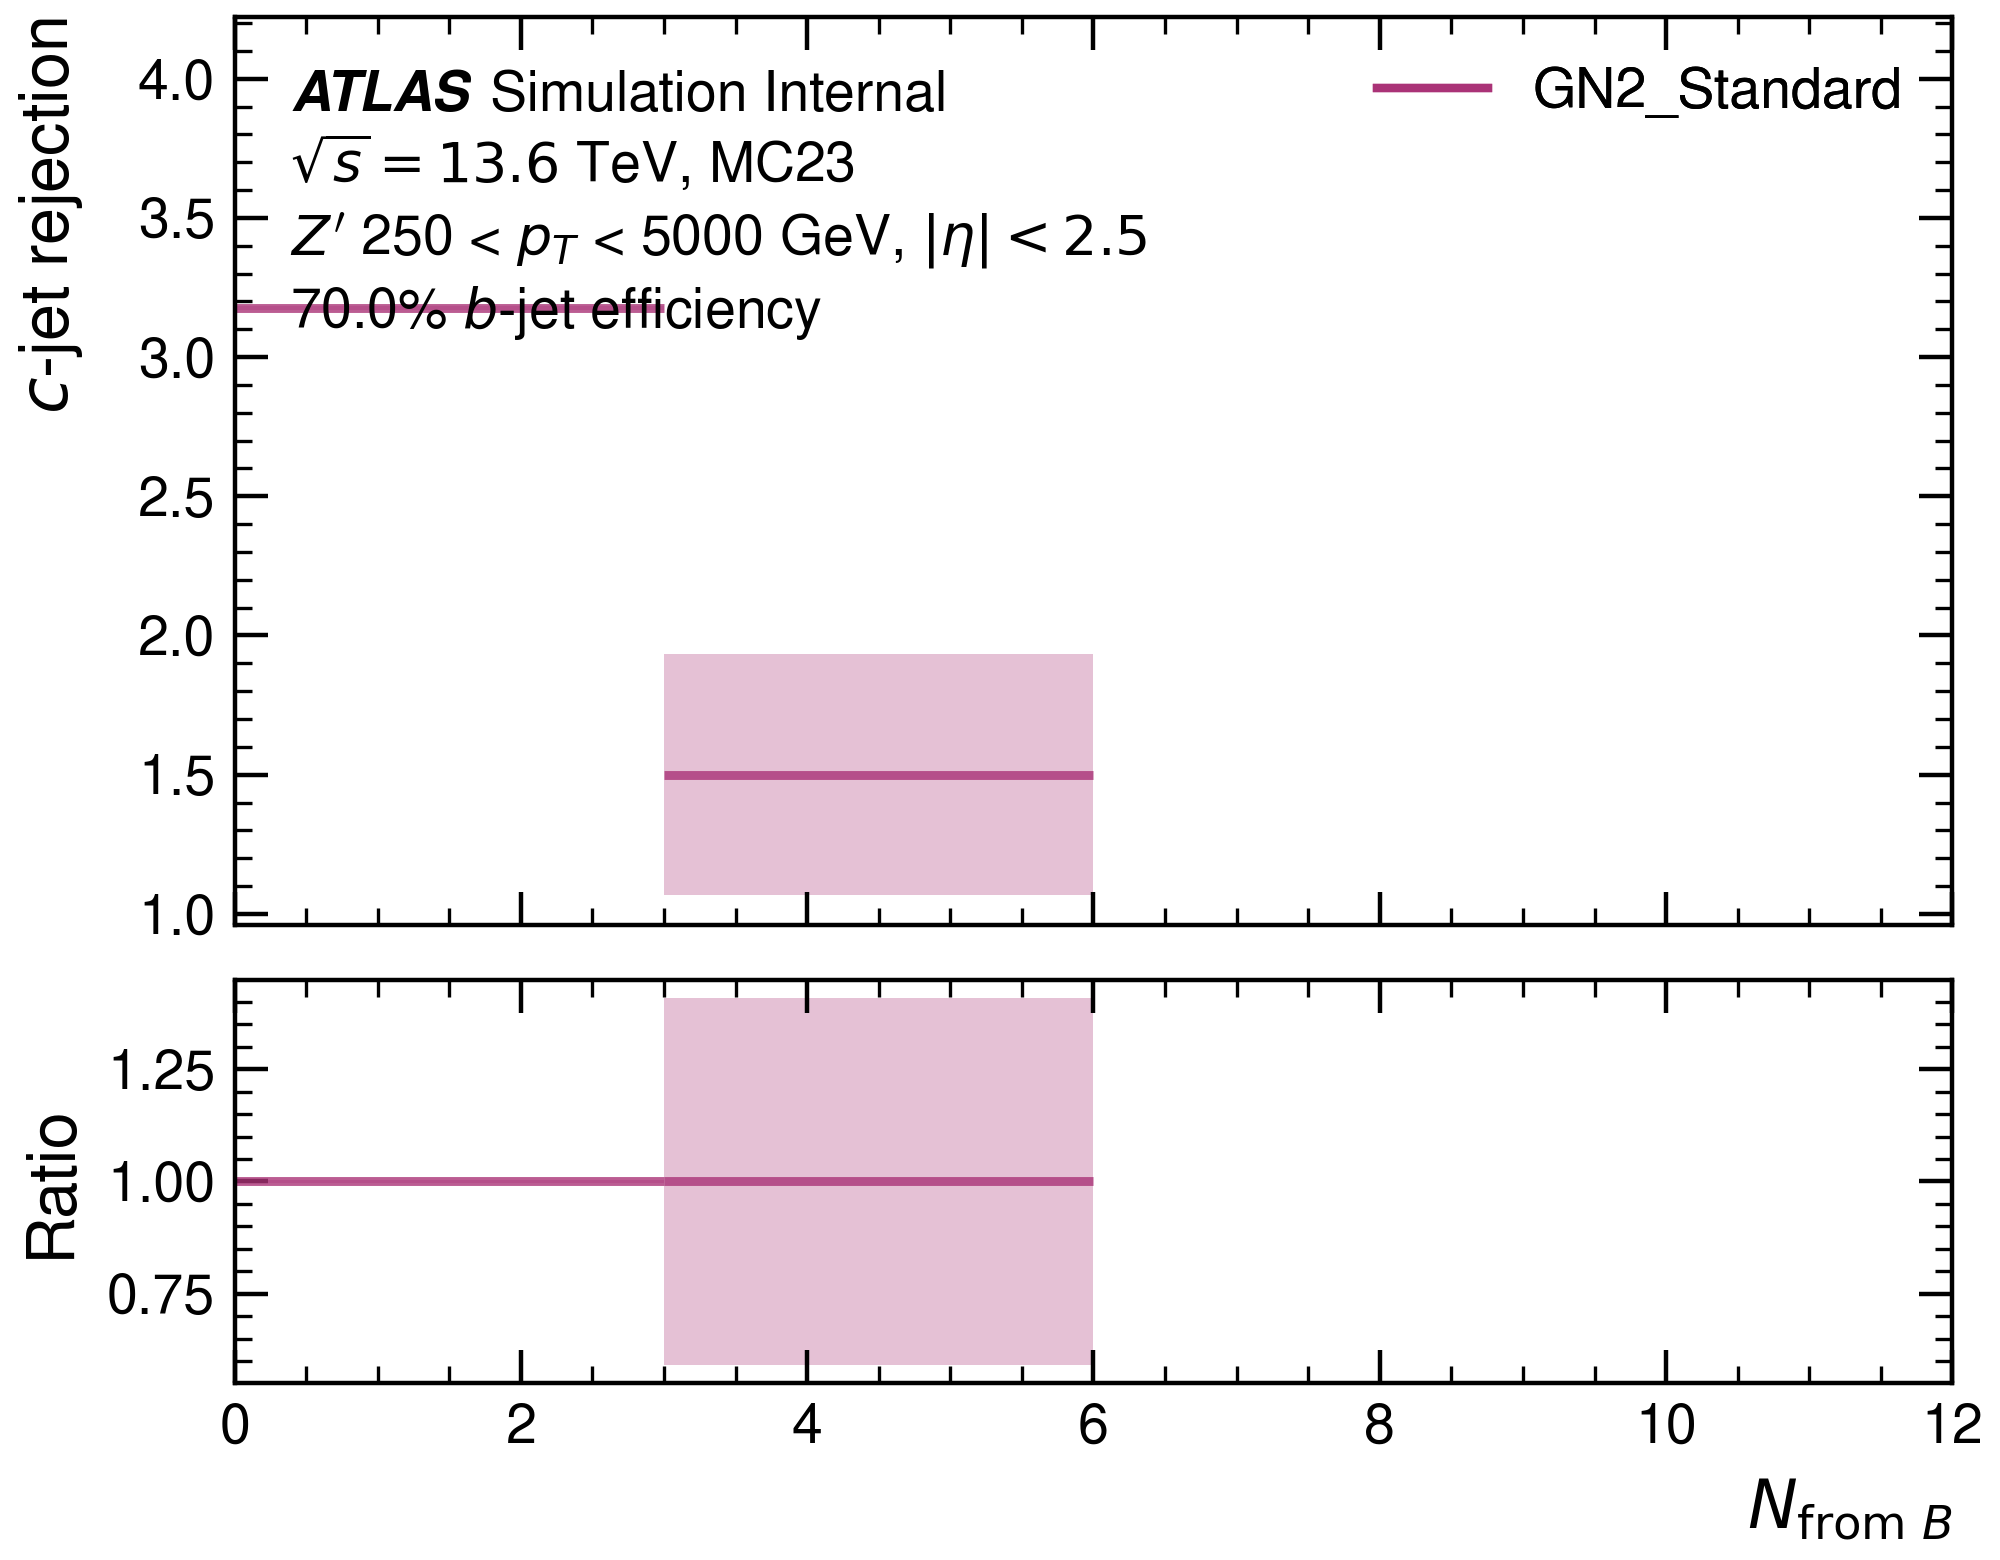 c-jet rejection
4.0
3.5
3.0
2.5
2.0
1.5
1.0
ATLAS Simulation Internal
√s = 13.6 TeV, MC23
Z′ 250 < p_T < 5000 GeV, |η| < 2.5
70.0% b-jet efficiency
GN2_Standard
Ratio
1.25
1.00
0.75
0 2 4 6 8 10 12
N_from B